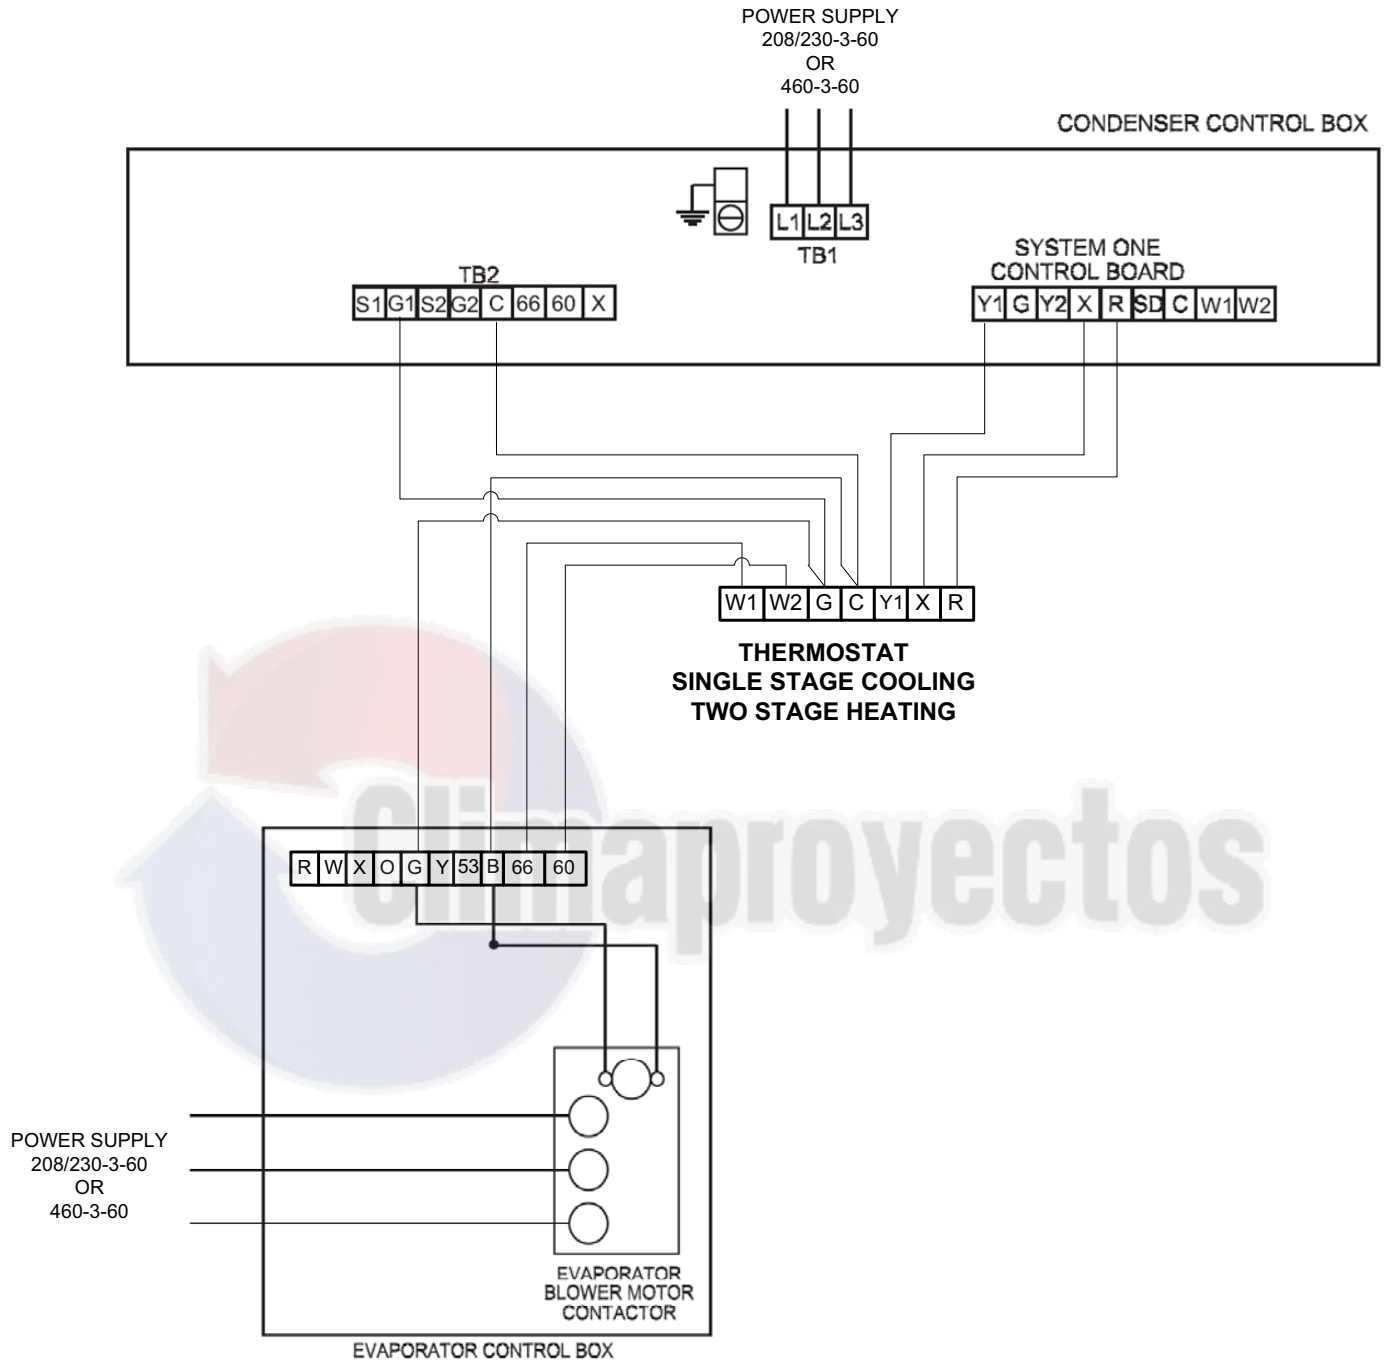 POWER SUPPLY
208/230-3-60
OR
460-3-60
CONDENSER CONTROL BOX
L1 L2 L3
TB1
SYSTEM ONE
CONTROL BOARD
TB2
S1 G1 S2 G2 C 66 60 X
Y1 G Y2 X R SD C W1 W2
W1 W2 G C Y1 X R
THERMOSTAT
SINGLE STAGE COOLING
TWO STAGE HEATING
Climaproyectos
R W X O G Y 53 B 66 60
POWER SUPPLY
208/230-3-60
OR
460-3-60
EVAPORATOR
BLOWER MOTOR
CONTACTOR
EVAPORATOR CONTROL BOX